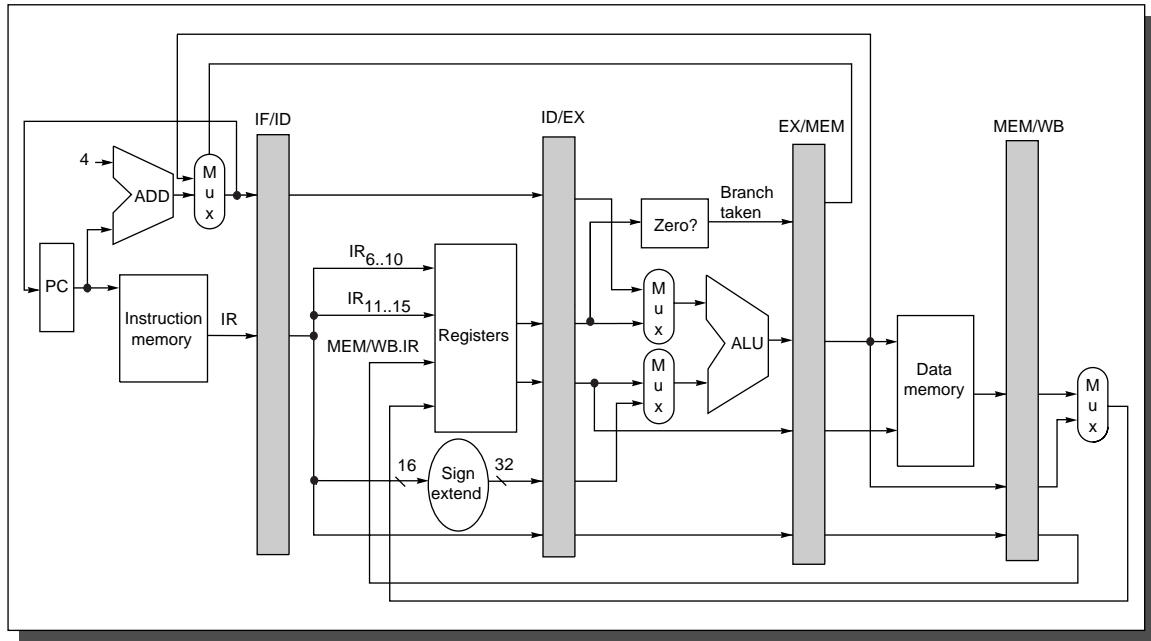 IF/ID
ID/EX
EX/MEM
MEM/WB
4
ADD
M
u
x
Branch
taken
Zero?
IR6..10
PC
Instruction
memory
IR
IR11..15
Registers
MEM/WB.IR
M
u
x
ALU
M
u
x
Data
memory
M
u
x
16
Sign
extend
32